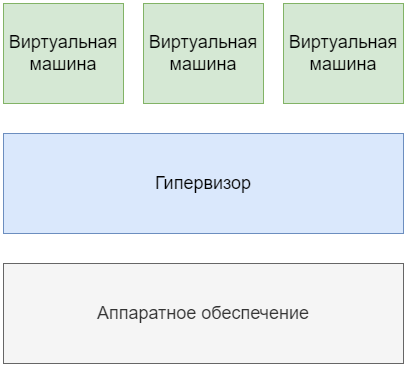 Виртуальная
машина
Виртуальная
машина
Виртуальная
машина
Гипервизор
Аппаратное обеспечение